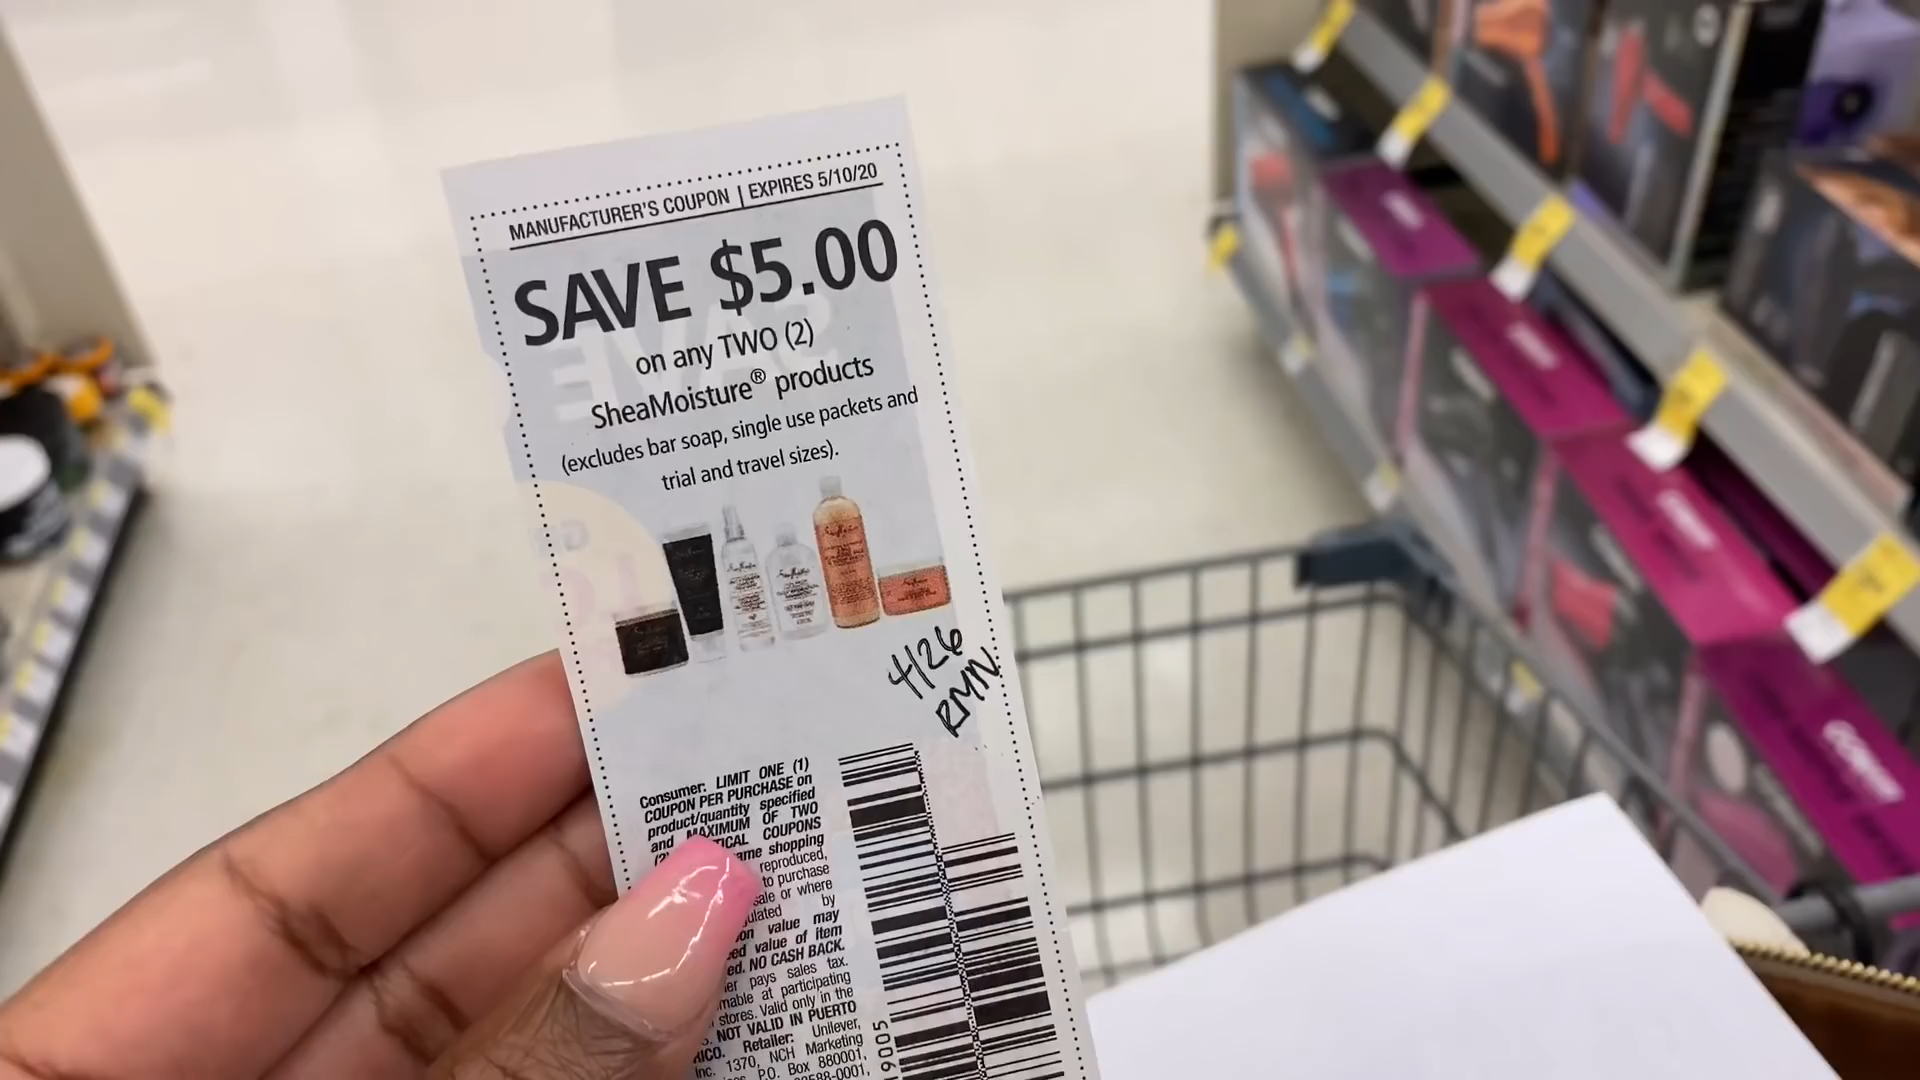 MANUFACTURER'S COUPON | EXPIRES 5/10/20
SAVE $5.00
on any TWO (2)
SheaMoisture® products
(excludes bar soap, single use packets and
trial and travel sizes).
4/26
RMN
Consumer: LIMIT ONE (1)
COUPON PER PURCHASE on
product/quantity specified
and MAXIMUM OF TWO
COUPONS
shopping
reproduced,
to purchase
or where
by
value may
value of item
NO CASH BACK.
pays sales tax.
at participating
stores. Valid only in the
NOT VALID IN PUERTO
Retailer: Unilever,
1370, NCH Marketing
P.O. Box 880001,
9005